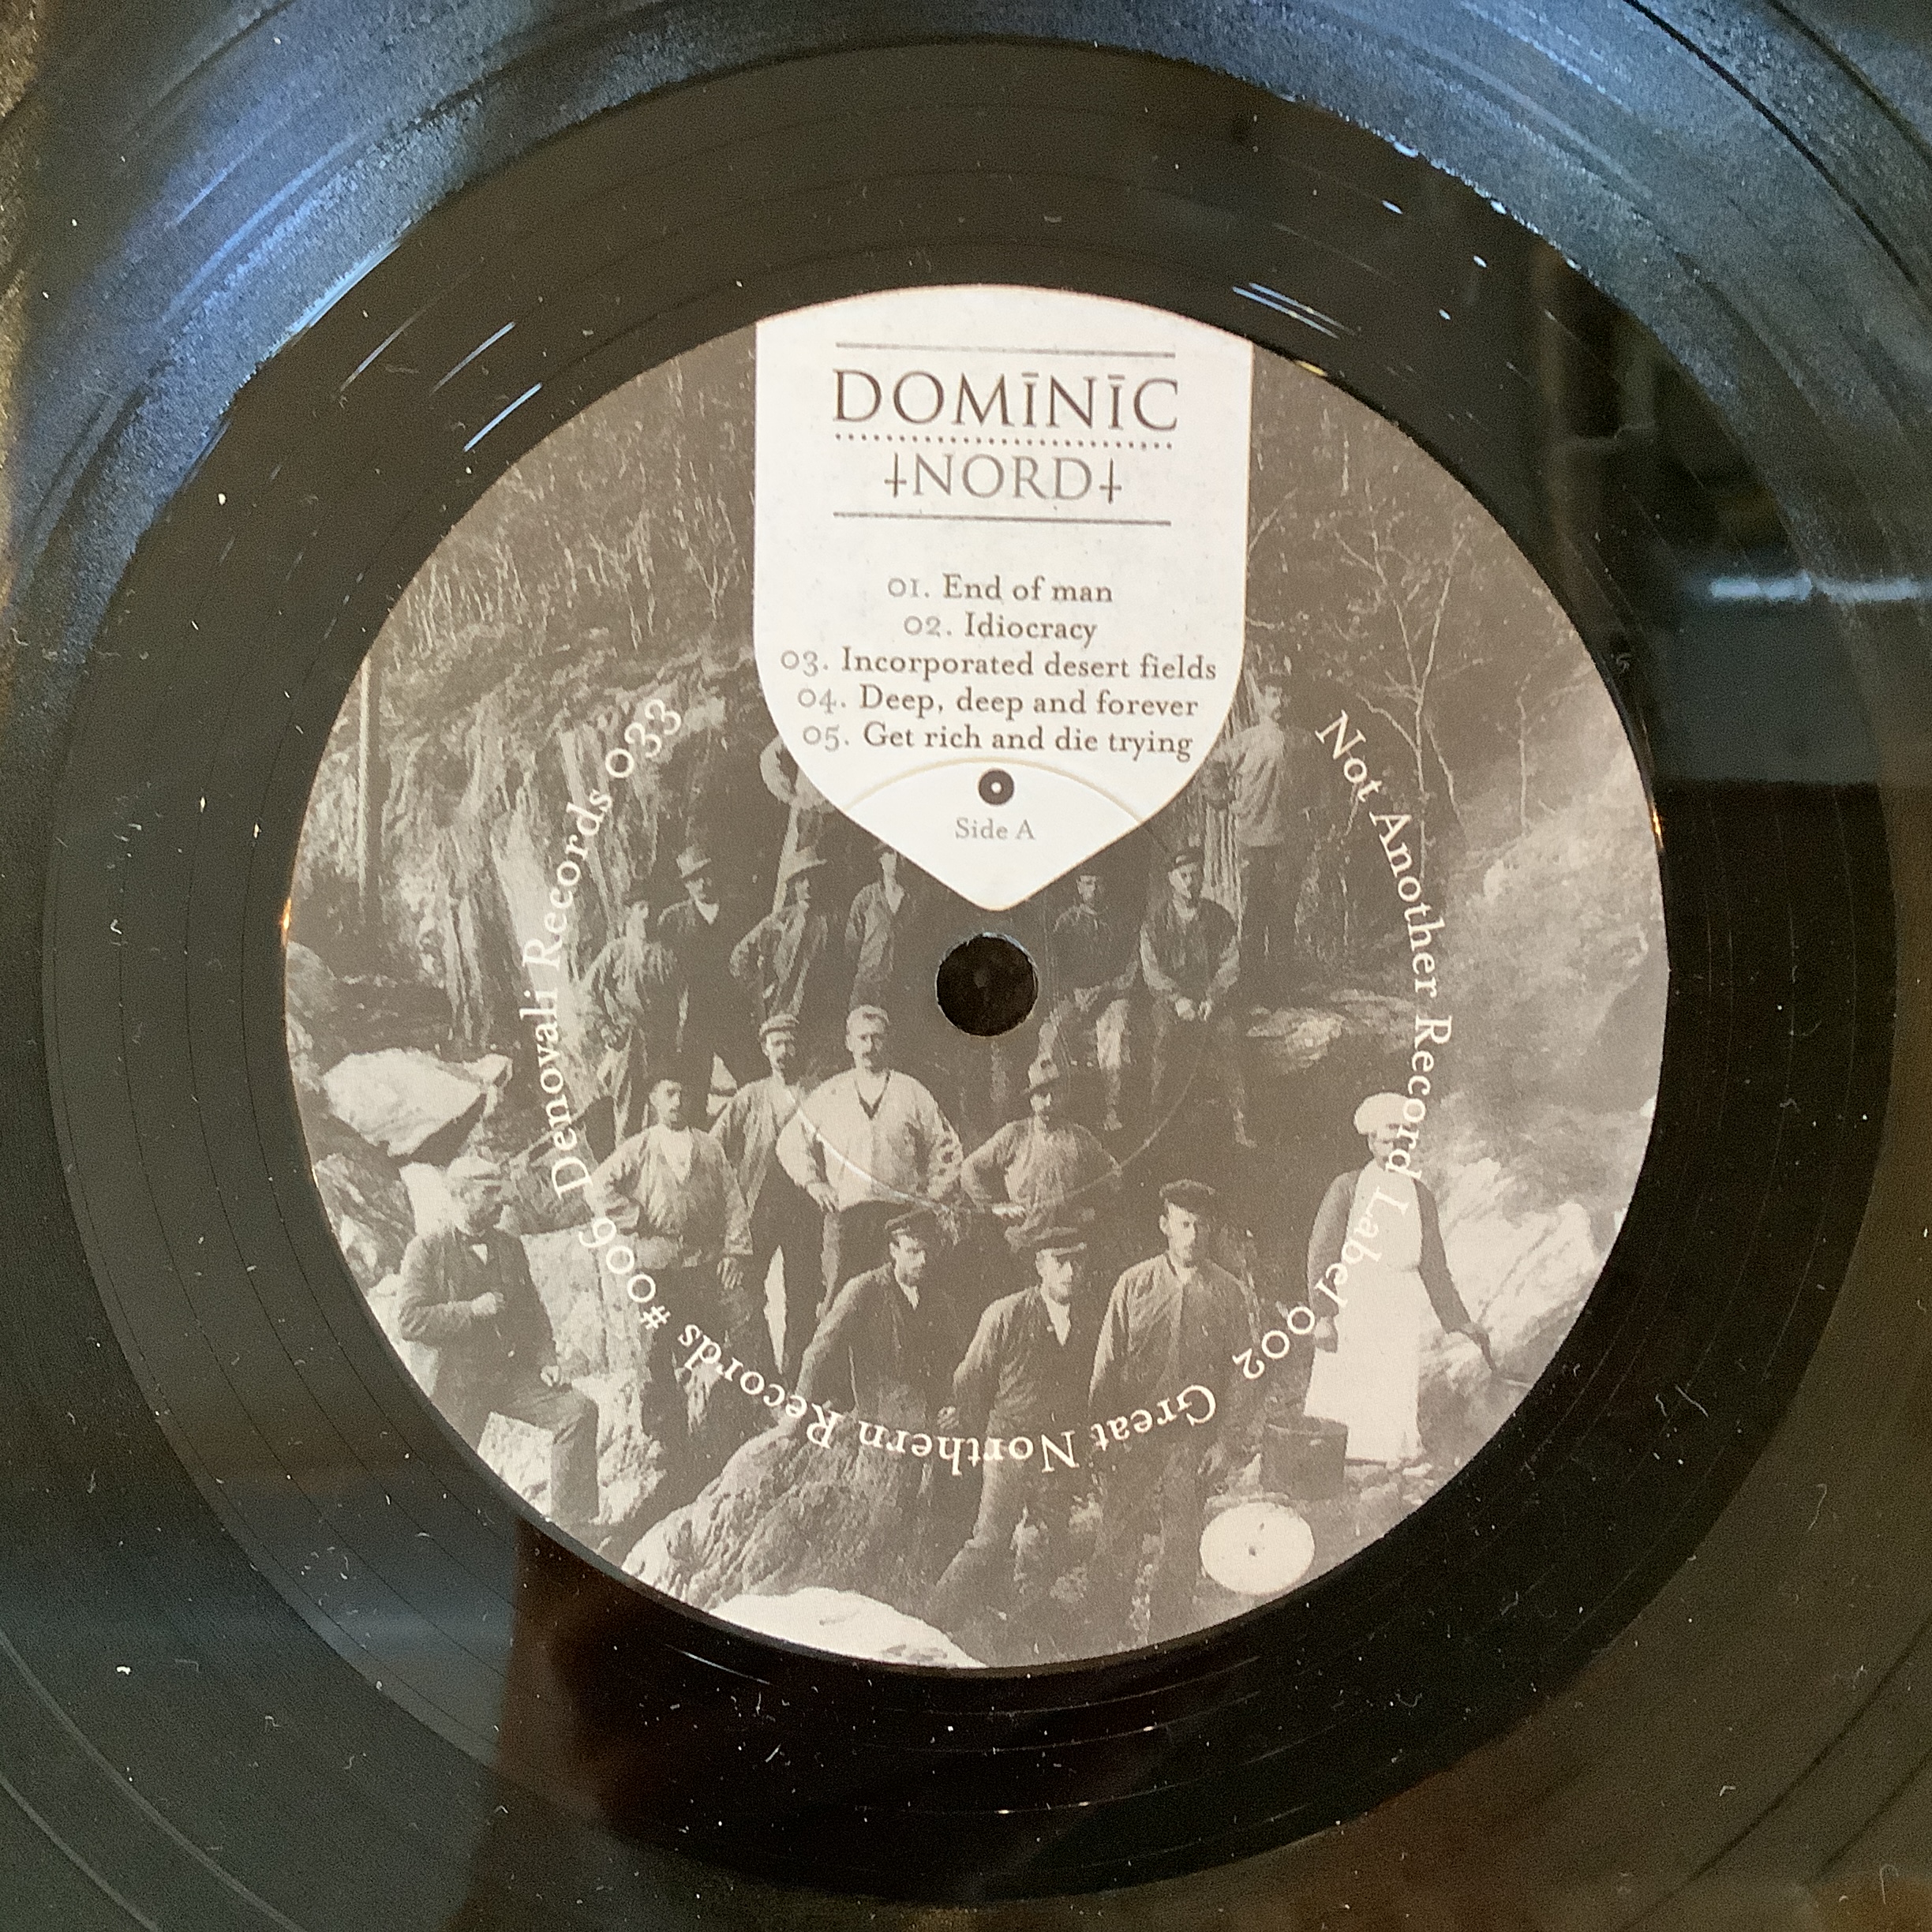 DOMĪNĪC
‡NORD‡
01. End of man
02. Idiocracy
03. Incorporated desert fields
04. Deep, deep and forever
05. Get rich and die trying
Side A
Not Another Record Label 002
Great Northern Records #0069
Denovali Records 033